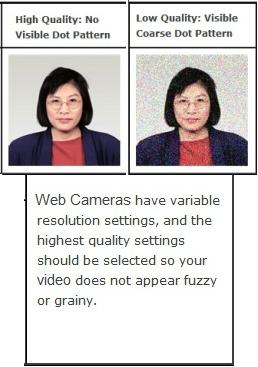 High Quality: No
Visible Dot Pattern
Low Quality: Visible
Coarse Dot Pattern
Web Cameras have variable
resolution settings, and the
highest quality settings
should be selected so your
video does not appear fuzzy
or grainy.